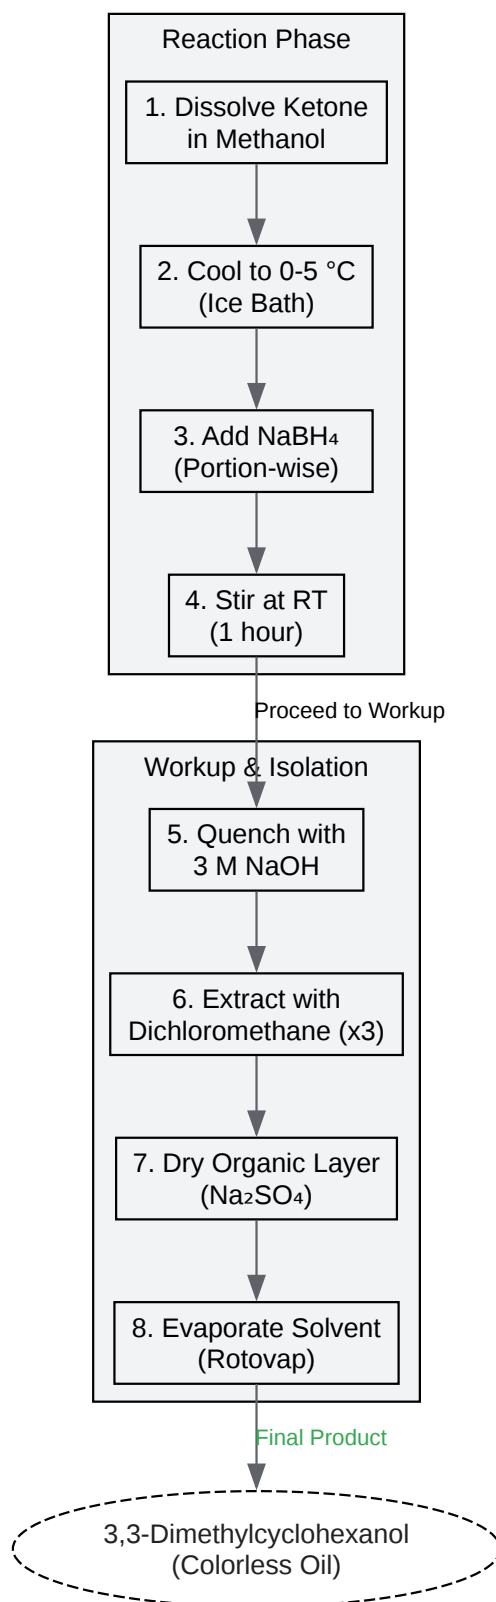 Reaction Phase
1. Dissolve Ketone
in Methanol
2. Cool to 0-5 °C
(Ice Bath)
3. Add NaBH₄
(Portion-wise)
4. Stir at RT
(1 hour)
Proceed to Workup
Workup & Isolation
5. Quench with
3 M NaOH
6. Extract with
Dichloromethane (x3)
7. Dry Organic Layer
(Na₂SO₄)
8. Evaporate Solvent
(Rotovap)
Final Product
3,3-Dimethylcyclohexanol
(Colorless Oil)